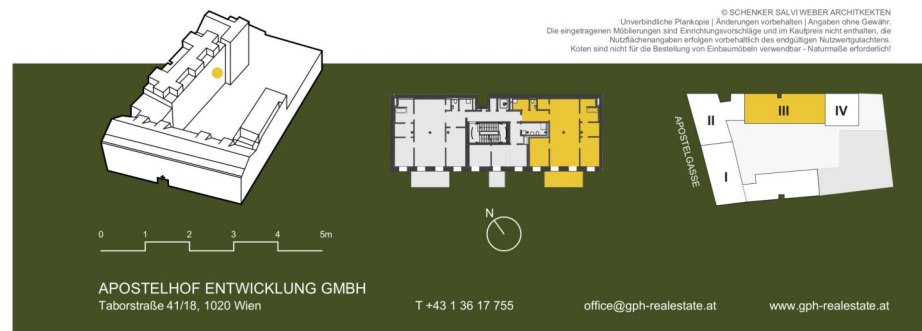 © SCHENKER SALVI WEBER ARCHITKEKTEN
Unverbindliche Plankopie | Änderungen vorbehalten | Angaben ohne Gewähr.
Die eingetragenen Möblierungen sind Einrichtungsvorschläge und im Kaufpreis nicht enthalten, die
Nutzflächenangaben erfolgen vorbehaltlich des endgültigen Nutzwertgutachtens.
Koten sind nicht für die Bestellung von Einbaumöbeln verwendbar - Naturmaße erforderlich!
II
III
IV
I
APOSTELGASSE
N
0 1 2 3 4 5m
APOSTELHOF ENTWICKLUNG GMBH
Taborstraße 41/18, 1020 Wien
T +43 1 36 17 755
office@gph-realestate.at
www.gph-realestate.at